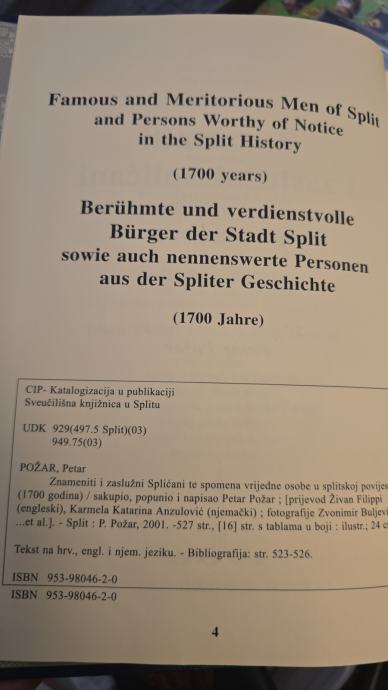 Famous and Meritorious Men of Split
and Persons Worthy of Notice
in the Split History
(1700 years)
Berühmte und verdienstvolle
Bürger der Stadt Split
sowie auch nennenswerte Personen
aus der Spliter Geschichte
(1700 Jahre)
CIP- Katalogizacija u publikaciji
Sveučilišna knjižnica u Splitu
UDK 929(497.5 Split)(03)
949.75(03)
POŽAR, Petar
Znameniti i zaslužni Splićani te spomena vrijedne osobe u splitskoj povijes
(1700 godina) / sakupio, popunio i napisao Petar Požar ; [prijevod Živan Filippi
(engleski), Karmela Katarina Anzulović (njemački) ; fotografije Zvonimir Buljevi
...et al.]. - Split : P. Požar, 2001. -527 str., [16] str. s tablama u boji : ilustr.; 24 c
Tekst na hrv., engl. i njem. jeziku. - Bibliografija: str. 523-526.
ISBN 953-98046-2-0
ISBN 953-98046-2-0
4